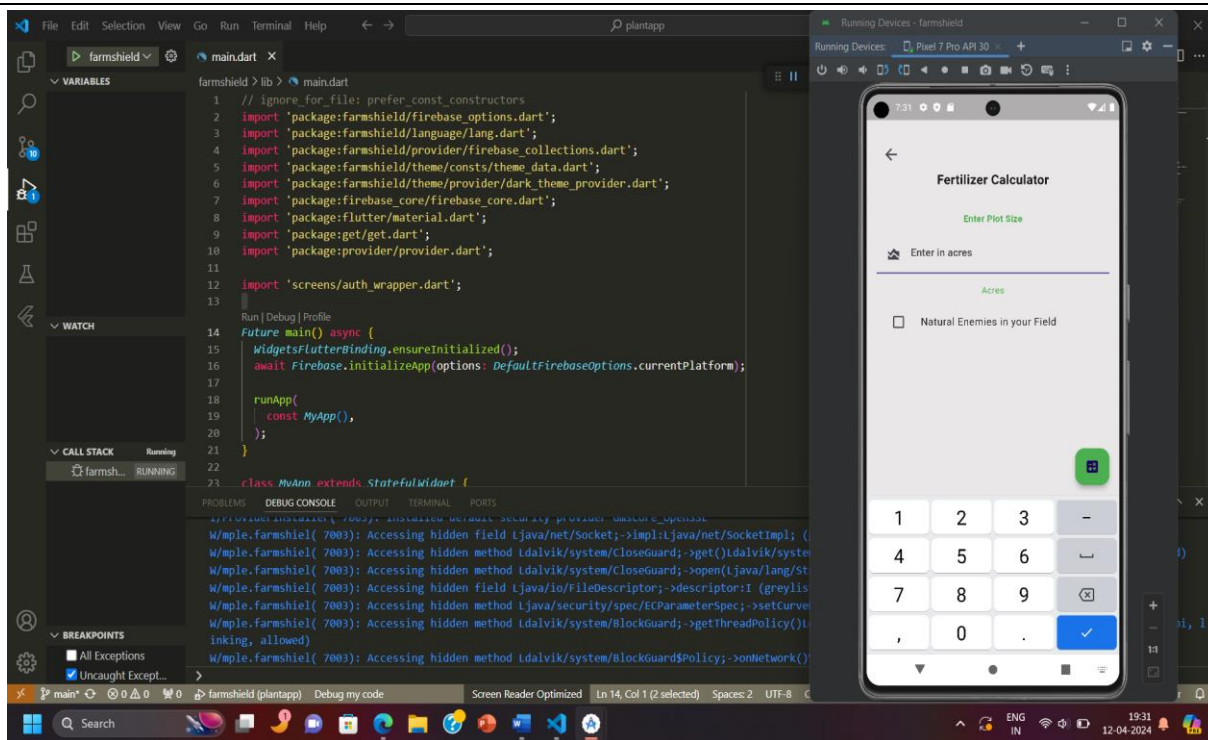 File Edit Selection View Go Run Terminal Help
plantapp
farmshield
VARIABLES
WATCH
CALL STACK Running
farmsh... RUNNING
BREAKPOINTS
All Exceptions
Uncaught Except...
10
1
main.dart
farmshield > lib > main.dart
1 // ignore_for_file: prefer_const_constructors
2 import 'package:farmshield/firebase_options.dart';
3 import 'package:farmshield/language/lang.dart';
4 import 'package:farmshield/provider/firebase_collections.dart';
5 import 'package:farmshield/theme/consts/theme_data.dart';
6 import 'package:farmshield/theme/provider/dark_theme_provider.dart';
7 import 'package:firebase_core/firebase_core.dart';
8 import 'package:flutter/material.dart';
9 import 'package:get/get.dart';
10 import 'package:provider/provider.dart';
11
12 import 'screens/auth_wrapper.dart';
13
Run | Debug | Profile
14 Future main() async {
15 WidgetsFlutterBinding.ensureInitialized();
16 await Firebase.initializeApp(options: DefaultFirebaseOptions.currentPlatform);
17
18 runApp(
19 const MyApp(),
20 );
21 }
22
23 class MyApp extends StatefulWidget {
PROBLEMS DEBUG CONSOLE OUTPUT TERMINAL PORTS
W/mple.farmshiel( 7003): Accessing hidden field Ljava/net/Socket;->impl:Ljava/net/SocketImpl;
W/mple.farmshiel( 7003): Accessing hidden method Ldalvik/system/CloseGuard;->get()Ldalvik/syste
W/mple.farmshiel( 7003): Accessing hidden method Ldalvik/system/CloseGuard;->open(Ljava/lang/St
W/mple.farmshiel( 7003): Accessing hidden field Ljava/io/FileDescriptor;->descriptor:I (greylis
W/mple.farmshiel( 7003): Accessing hidden method Ljava/security/spec/ECParameterSpec;->setCurve
W/mple.farmshiel( 7003): Accessing hidden method Ldalvik/system/BlockGuard;->getThreadPolicy()L
inking, allowed)
W/mple.farmshiel( 7003): Accessing hidden method Ldalvik/system/BlockGuard$Policy;->onNetwork()
main* 0 0 0 farmshield (plantapp) Debug my code Screen Reader Optimized Ln 14, Col 1 (2 selected) Spaces: 2 UTF-8
Running Devices - farmshield
Running Devices: Pixel 7 Pro API 30
7:31
Fertilizer Calculator
Enter Plot Size
Enter in acres
Acres
Natural Enemies in your Field
1 2 3 -
4 5 6
7 8 9
, 0 .
1:1
Search
ENG
IN
19:31
12-04-2024